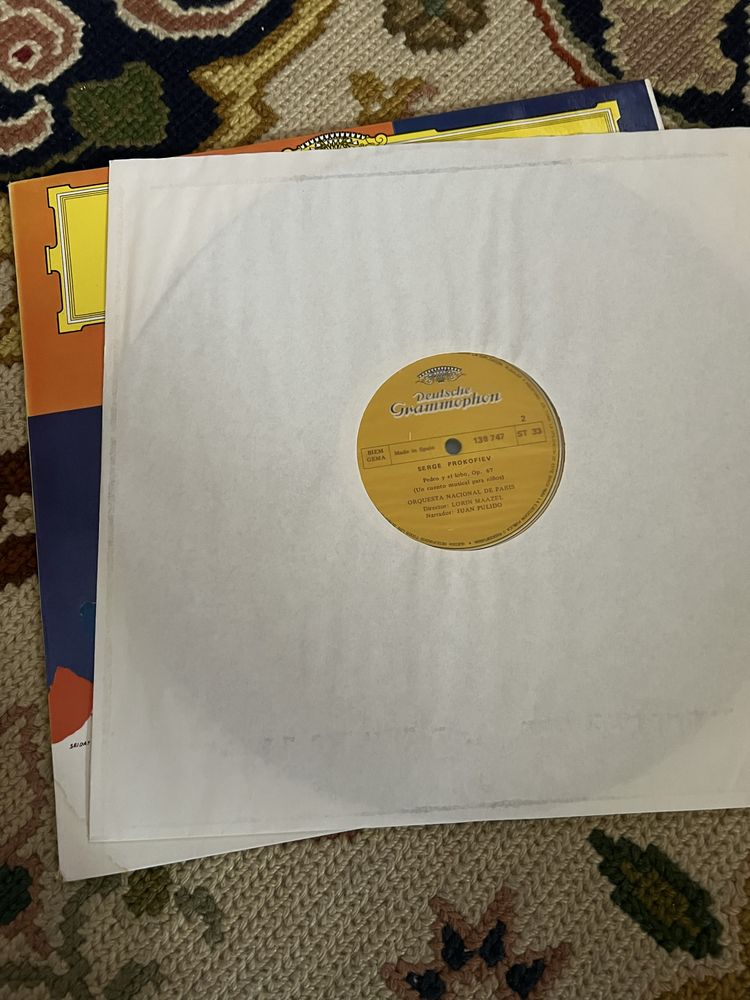 Deutsche
Grammophon
2
BIEM
GEMA
Made in Spain
139 747
ST 33
SERGE PROKOFIEV
Pedro y el lobo, Op. 67
(Un cuento musical para niños)
ORQUESTA NACIONAL DE PARIS
Director: LORIN MAAZEL
Narrador: JUAN PULIDO